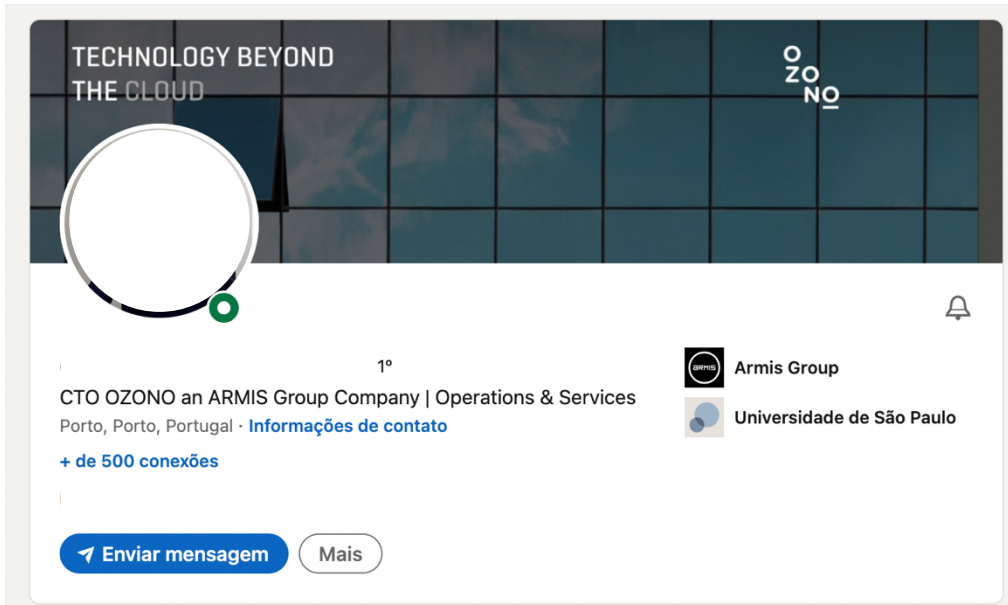 TECHNOLOGY BEYOND
THE CLOUD
O
ZO
NO
1º
CTO OZONO an ARMIS Group Company | Operations & Services
Porto, Porto, Portugal · Informações de contato
+ de 500 conexões
Enviar mensagem
Mais
ARMIS
Armis Group
Universidade de São Paulo